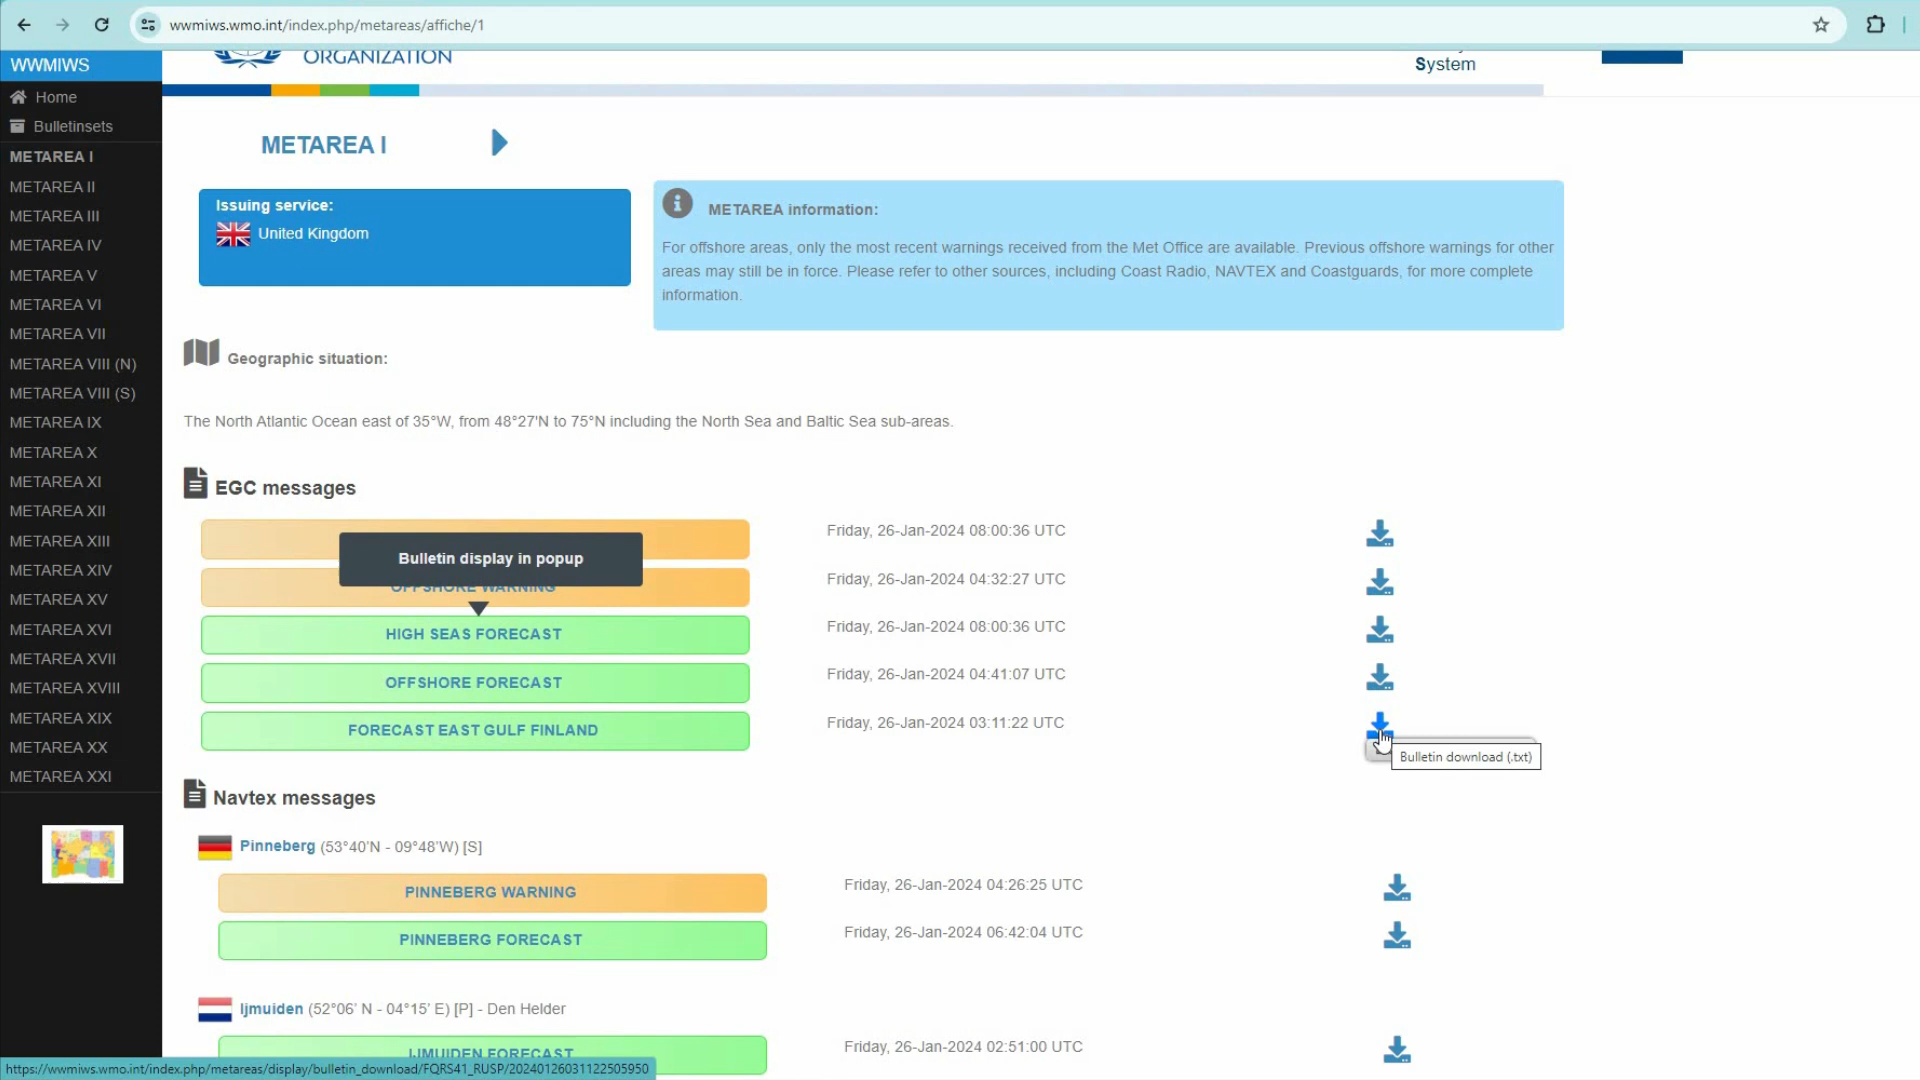 wwmiws.wmo.int/index.php/metareas/affiche/1
WWMIWS
Home
Bulletinsets
METAREA I
METAREA II
METAREA III
METAREA IV
METAREA V
METAREA VI
METAREA VII
METAREA VIII (N)
METAREA VIII (S)
METAREA IX
METAREA X
METAREA XI
METAREA XII
METAREA XIII
METAREA XIV
METAREA XV
METAREA XVI
METAREA XVII
METAREA XVIII
METAREA XIX
METAREA XX
METAREA XXI
ORGANIZATION
System
METAREA I
Issuing service:
United Kingdom
METAREA information:
For offshore areas, only the most recent warnings received from the Met Office are available. Previous offshore warnings for other
areas may still be in force. Please refer to other sources, including Coast Radio, NAVTEX and Coastguards, for more complete
information.
Geographic situation:
The North Atlantic Ocean east of 35°W, from 48°27'N to 75°N including the North Sea and Baltic Sea sub-areas.
EGC messages
Friday, 26-Jan-2024 08:00:36 UTC
Bulletin display in popup
OFFSHORE WARNING Friday, 26-Jan-2024 04:32:27 UTC
HIGH SEAS FORECAST Friday, 26-Jan-2024 08:00:36 UTC
OFFSHORE FORECAST Friday, 26-Jan-2024 04:41:07 UTC
FORECAST EAST GULF FINLAND Friday, 26-Jan-2024 03:11:22 UTC
Bulletin download (.txt)
Navtex messages
Pinneberg (53°40'N - 09°48'W) [S]
PINNEBERG WARNING Friday, 26-Jan-2024 04:26:25 UTC
PINNEBERG FORECAST Friday, 26-Jan-2024 06:42:04 UTC
Ijmuiden (52°06' N - 04°15' E) [P] - Den Helder
IJMUIDEN FORECAST Friday, 26-Jan-2024 02:51:00 UTC
https://wwmiws.wmo.int/index.php/metareas/display/bulletin_download/FQRS41_RUSP/20240126031122505950